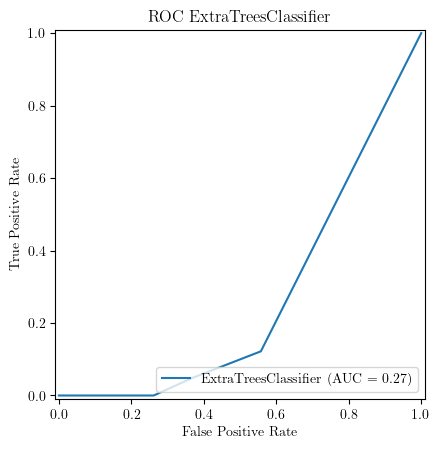 ROC ExtraTreesClassifier
True Positive Rate
1.0
0.8
0.6
0.4
0.2
0.0
ExtraTreesClassifier (AUC = 0.27)
0.0 0.2 0.4 0.6 0.8 1.0
False Positive Rate